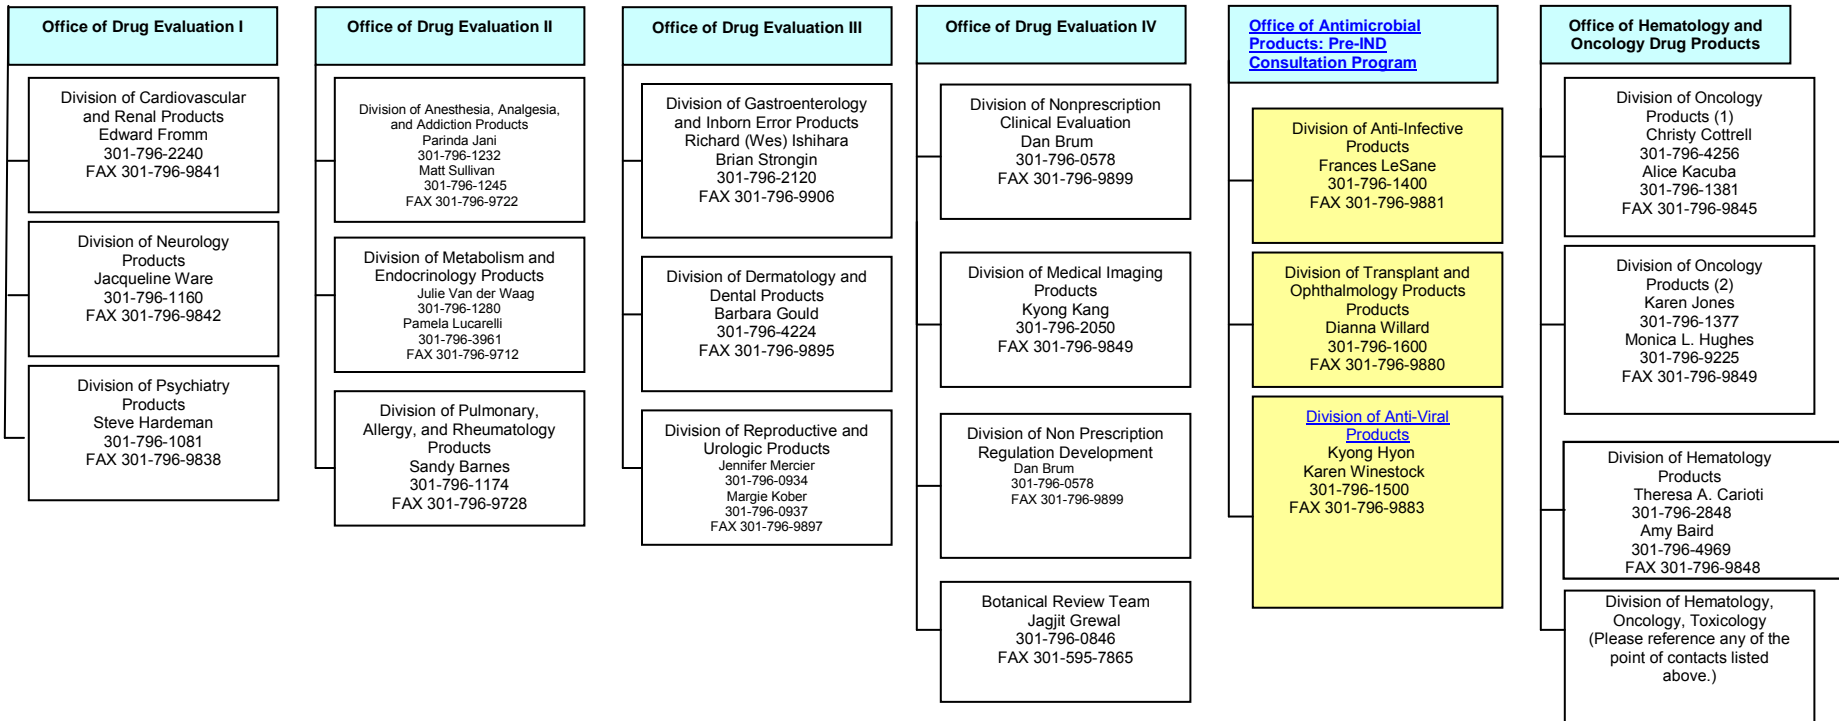 Office of Drug Evaluation I
Division of Cardiovascular
and Renal Products
Edward Fromm
301-796-2240
FAX 301-796-9841
Division of Neurology
Products
Jacqueline Ware
301-796-1160
FAX 301-796-9842
Division of Psychiatry
Products
Steve Hardeman
301-796-1081
FAX 301-796-9838
Office of Drug Evaluation II
Division of Anesthesia, Analgesia,
and Addiction Products
Parinda Jani
301-796-1232
Matt Sullivan
301-796-1245
FAX 301-796-9722
Division of Metabolism and
Endocrinology Products
Julie Van der Waag
301-796-1280
Pamela Lucarelli
301-796-3961
FAX 301-796-9712
Division of Pulmonary,
Allergy, and Rheumatology
Products
Sandy Barnes
301-796-1174
FAX 301-796-9728
Office of Drug Evaluation III
Division of Gastroenterology
and Inborn Error Products
Richard (Wes) Ishihara
Brian Strongin
301-796-2120
FAX 301-796-9906
Division of Dermatology and
Dental Products
Barbara Gould
301-796-4224
FAX 301-796-9895
Division of Reproductive and
Urologic Products
Jennifer Mercier
301-796-0934
Margie Kober
301-796-0937
FAX 301-796-9897
Office of Drug Evaluation IV
Division of Nonprescription
Clinical Evaluation
Dan Brum
301-796-0578
FAX 301-796-9899
Division of Medical Imaging
Products
Kyong Kang
301-796-2050
FAX 301-796-9849
Division of Non Prescription
Regulation Development
Dan Brum
301-796-0578
FAX 301-796-9899
Botanical Review Team
Jagjit Grewal
301-796-0846
FAX 301-595-7865
Office of Antimicrobial
Products: Pre-IND
Consultation Program
Division of Anti-Infective
Products
Frances LeSane
301-796-1400
FAX 301-796-9881
Division of Transplant and
Ophthalmology Products
Products
Dianna Willard
301-796-1600
FAX 301-796-9880
Division of Anti-Viral
Products
Kyong Hyon
Karen Winestock
301-796-1500
FAX 301-796-9883
Office of Hematology and
Oncology Drug Products
Division of Oncology
Products (1)
Christy Cottrell
301-796-4256
Alice Kacuba
301-796-1381
FAX 301-796-9845
Division of Oncology
Products (2)
Karen Jones
301-796-1377
Monica L. Hughes
301-796-9225
FAX 301-796-9849
Division of Hematology
Products
Theresa A. Carioti
301-796-2848
Amy Baird
301-796-4969
FAX 301-796-9848
Division of Hematology,
Oncology, Toxicology
(Please reference any of the
point of contacts listed
above.)